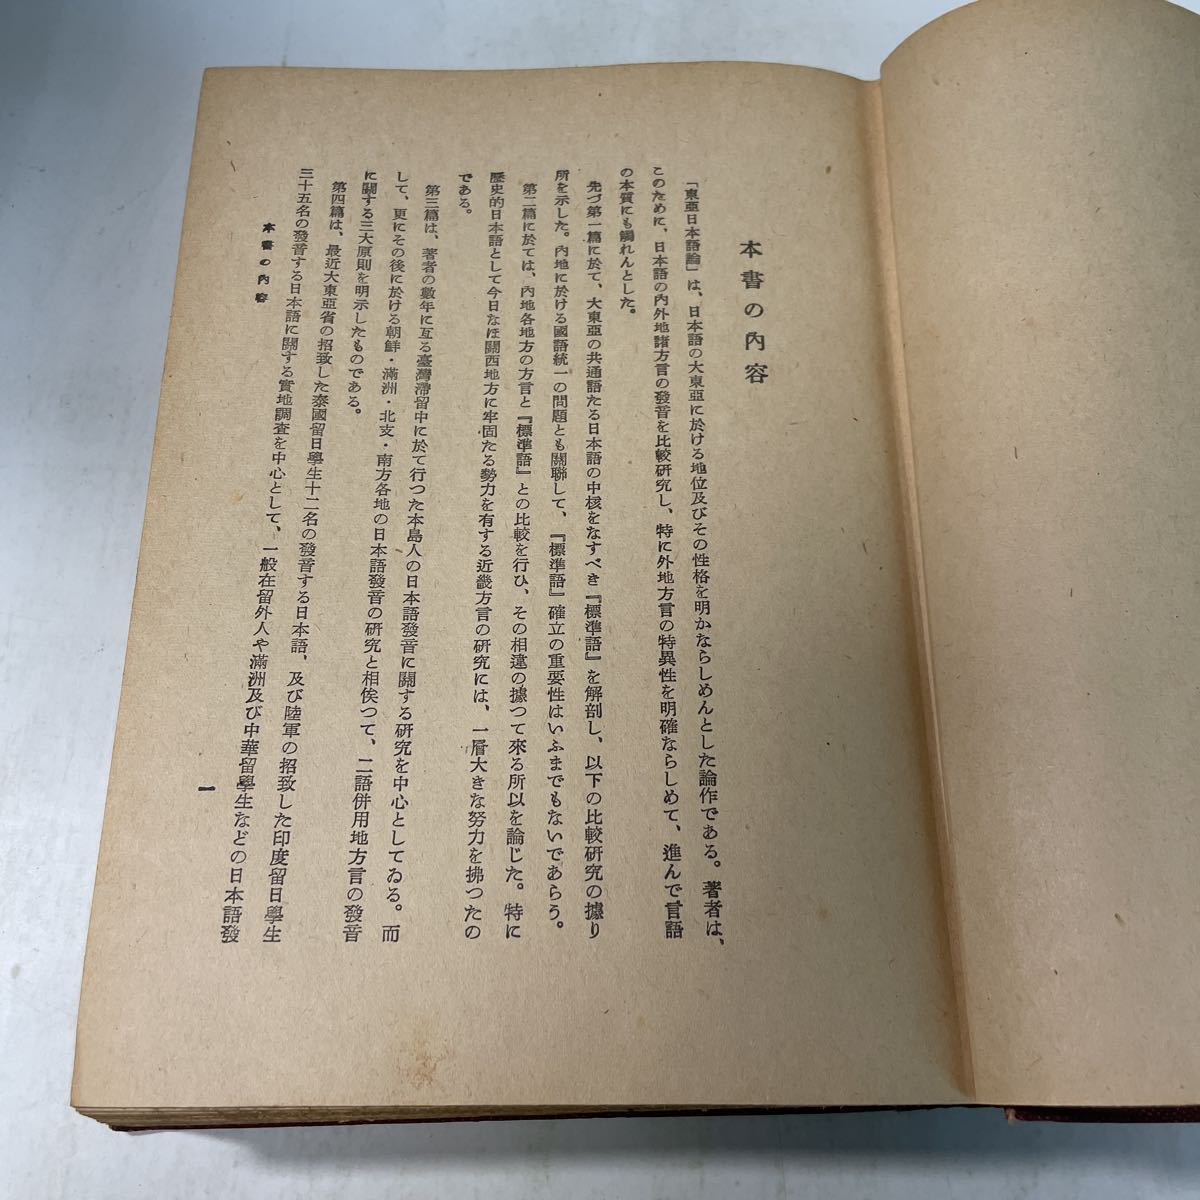 本書の內容
「東亞日本語論」は、日本語の大東亞に於ける地位及びその性格を明かならしめんとした論作である。著者は、
このために、日本語の內外地諸方言の發音を比較硏究し、特に外地方言の特異性を明確ならしめて、進んで言語
の本質にも觸れんとした。
先づ第一篇に於て、大東亞の共通語たる日本語の中核をなすべき『標準語』を解剖し、以下の比較硏究の據り
所を示した。內地に於ける國語統一の問題とも關聯して、『標準語』確立の重要性はいふまでもないであらう。
第二篇に於ては、內地各地方の方言と『標準語』との比較を行ひ、その相違の據つて來る所以を論じた。特に
歷史的日本語として今日なほ關西地方に牢固たる勢力を有する近畿方言の硏究には、一層大きな努力を拂つたの
である。
第三篇は、著者の數年に亙る臺灣滯留中に於て行つた本島人の日本語發音に關する硏究を中心としてゐる。而
して、更にその後に於ける朝鮮・滿洲・北支・南方各地の日本語發音の硏究と相俟つて、二語併用地方言の發音
に關する三大原則を明示したものである。
第四篇は、最近大東亞省の招致した泰國留日學生十二名の發音する日本語、及び陸軍の招致した印度留日學生
三十五名の發音する日本語に關する實地調査を中心として、一般在留外人や滿洲及び中華留學生などの日本語發
本書の內容
一